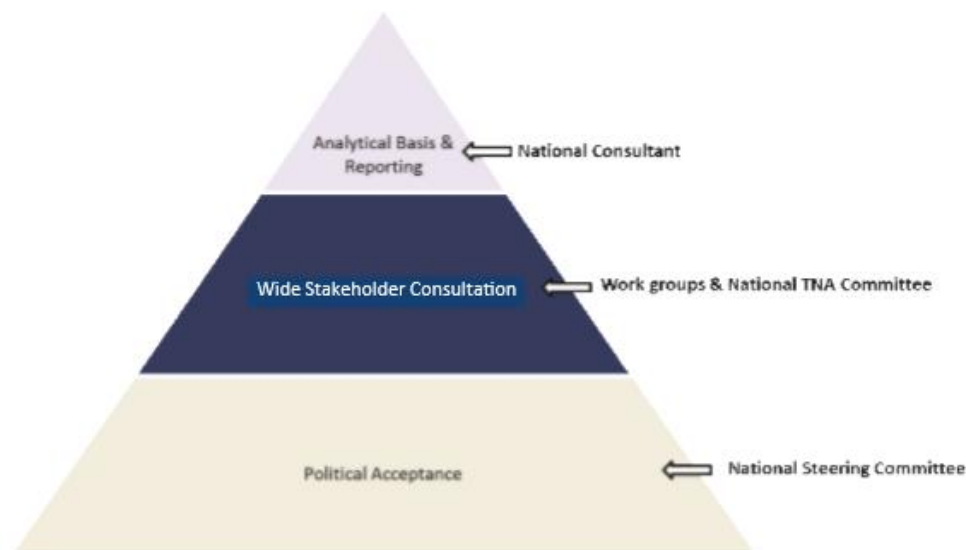 Analytical Basis &
Reporting
National Consultant
Wide Stakeholder Consultation
Work groups & National TNA Committee
Political Acceptance
National Steering Committee